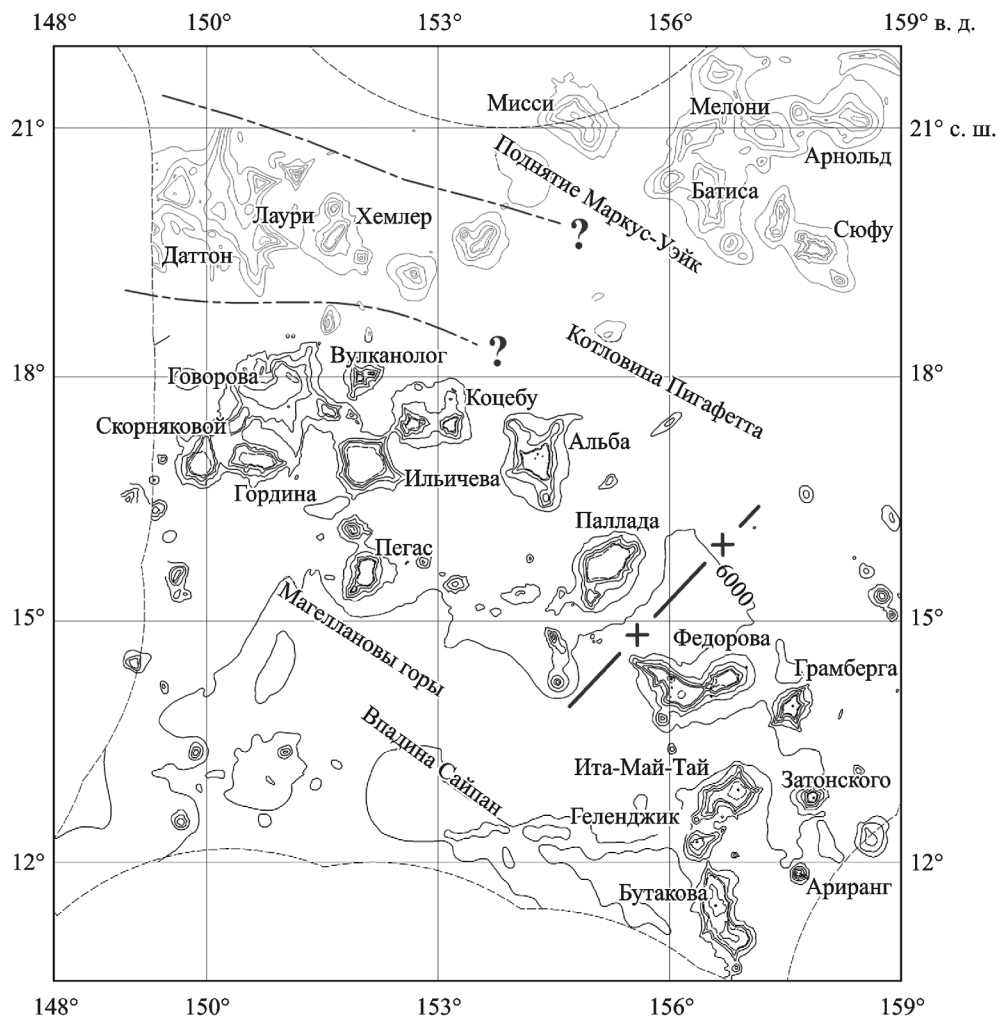 148° 150° 153° 156° 159° в. д.
Мисси
Мелони
21°
21° с. ш.
Арнольд
Поднятие Маркус-Уэйк
Батиса
Лаури
Хемлер
Сюфу
?
Даттон
?
Котловина Пигафетта
Вулканолог
18°
18°
Говорова
Коцебу
Скорняковой
Альба
Ильичева
Гордина
Паллада
Пегас
6000
Магеллановы горы
15°
15°
Федорова
Грамберга
Впадина Сайпан
Ита-Май-Тай
Затонского
Геленджик
12°
12°
Бутакова
Ариранг
148° 150° 153° 156° 159°